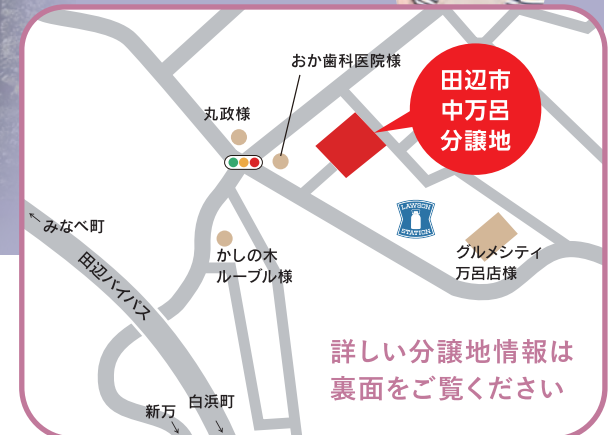 おか歯科医院様
田辺市
中万呂
分譲地
丸政様
LAWSON
STATION
みなべ町
かしの木
ルーブル様
グルメシティ
万呂店様
田辺バイパス
詳しい分譲地情報は
裏面をご覧ください
白浜町
新万